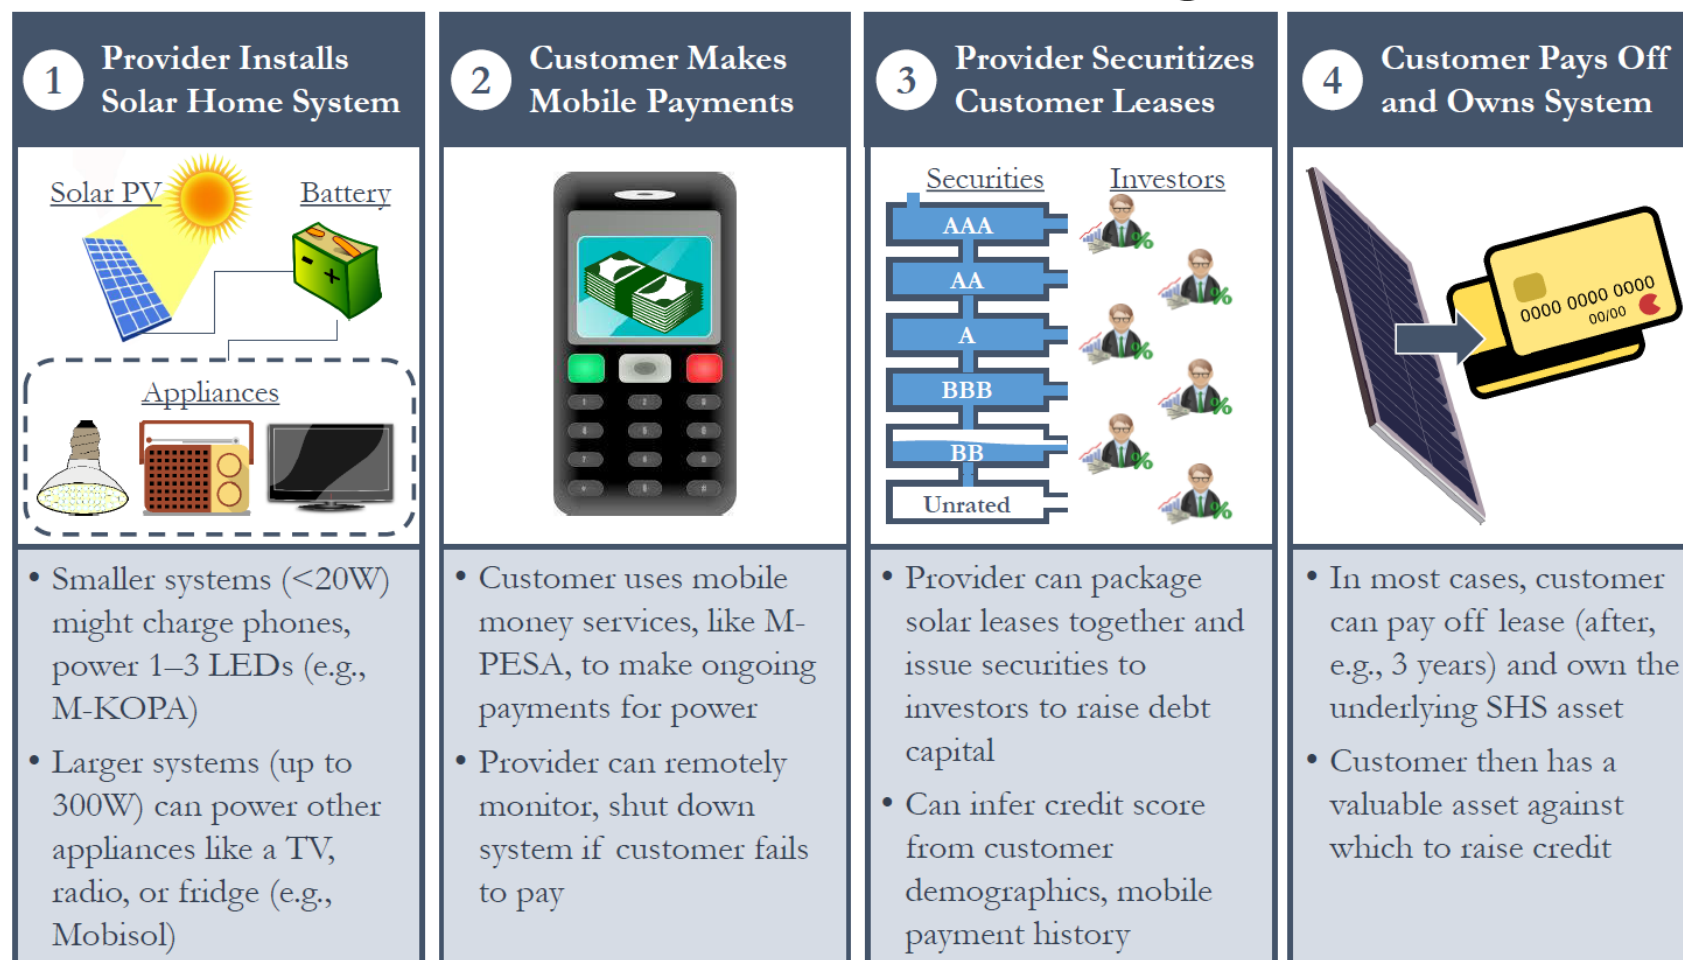 1
Provider Installs
Solar Home System
Solar PV
Battery
Appliances
• Smaller systems (<20W)
might charge phones,
power 1–3 LEDs (e.g.,
M-KOPA)
• Larger systems (up to
300W) can power other
appliances like a TV,
radio, or fridge (e.g.,
Mobisol)
2
Customer Makes
Mobile Payments
• Customer uses mobile
money services, like M-
PESA, to make ongoing
payments for power
• Provider can remotely
monitor, shut down
system if customer fails
to pay
3
Provider Securitizes
Customer Leases
Securities
Investors
AAA
AA
A
BBB
BB
Unrated
• Provider can package
solar leases together and
issue securities to
investors to raise debt
capital
• Can infer credit score
from customer
demographics, mobile
payment history
4
Customer Pays Off
and Owns System
0000 0000 0000
00/00
• In most cases, customer
can pay off lease (after,
e.g., 3 years) and own the
underlying SHS asset
• Customer then has a
valuable asset against
which to raise credit